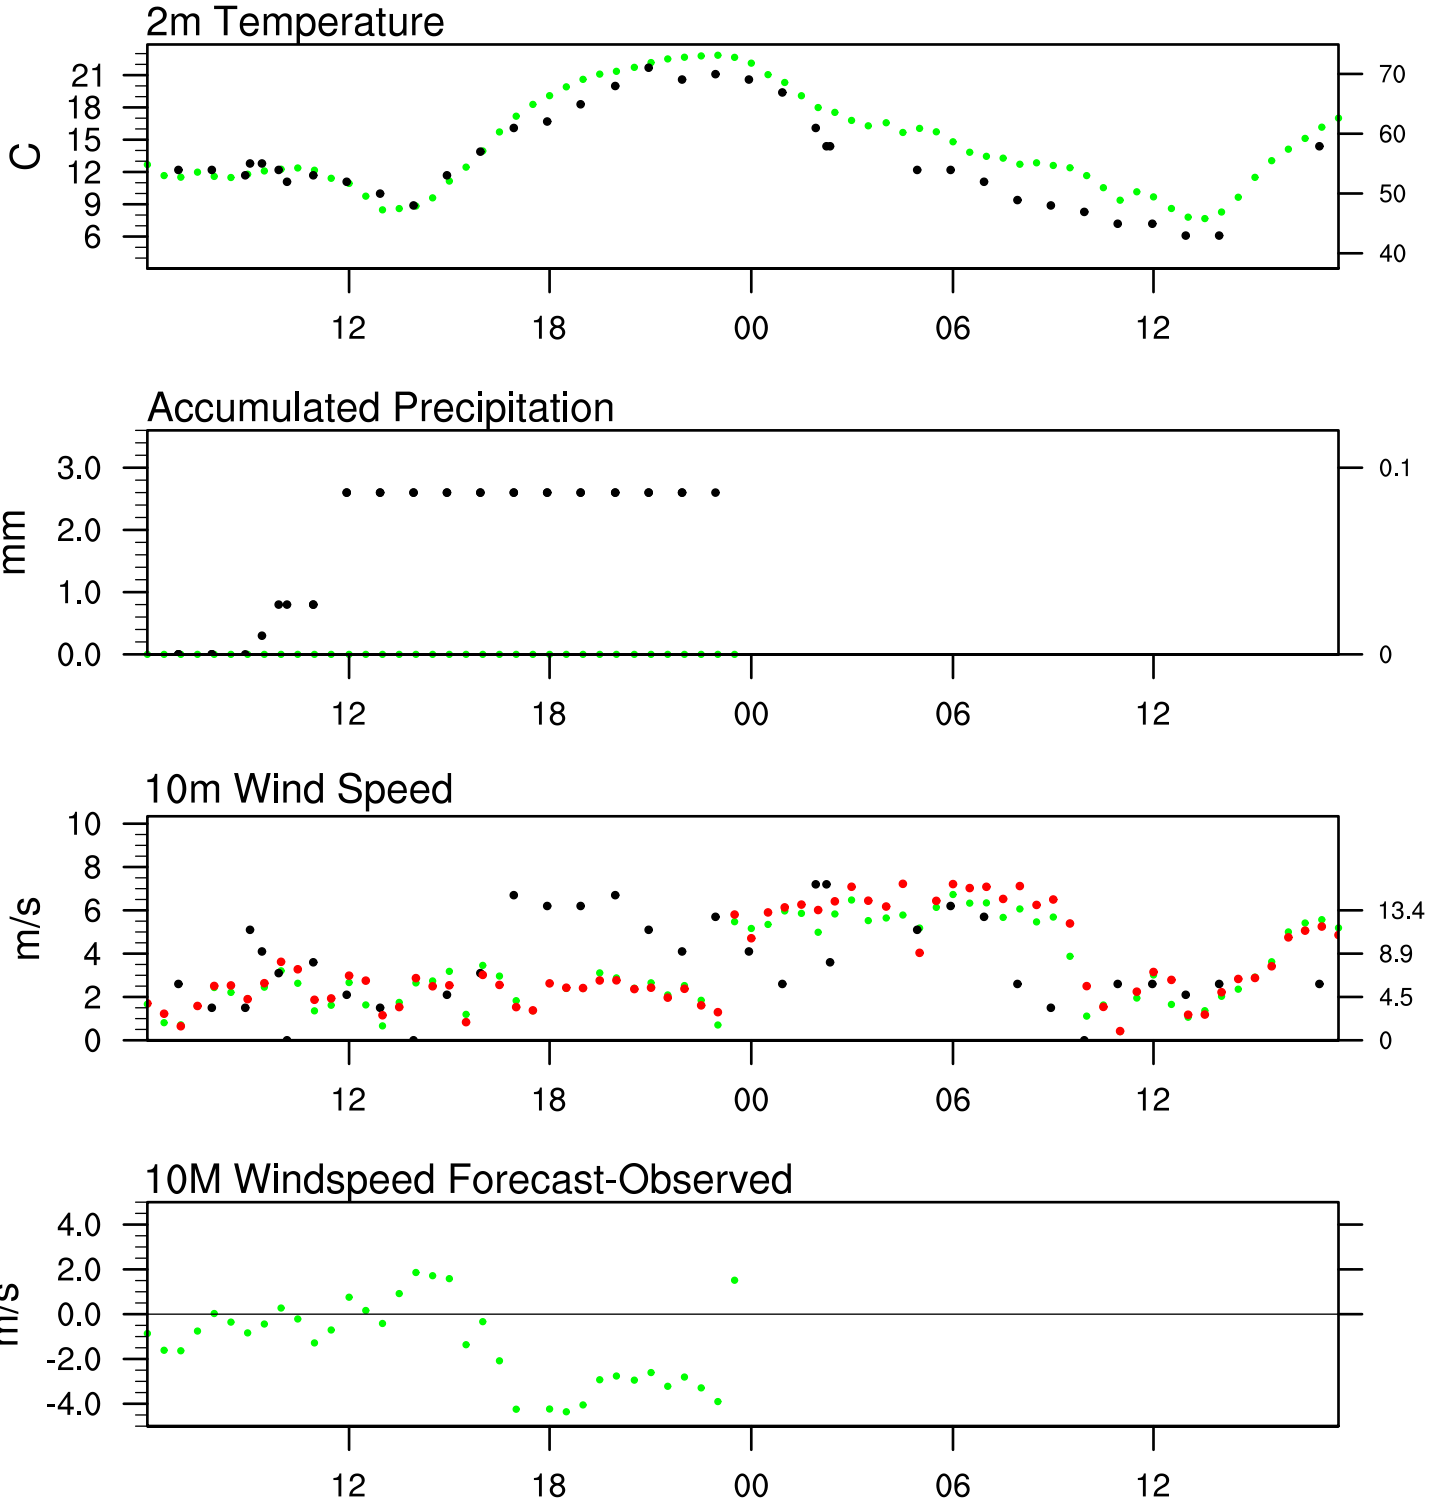 2m Temperature
21
18
15
12
9
6
C
70
60
50
40
12 18 00 06 12
Accumulated Precipitation
3.0
2.0
1.0
0.0
mm
0.1
0
12 18 00 06 12
10m Wind Speed
10
8
6
4
2
0
m/s
13.4
8.9
4.5
0
12 18 00 06 12
10M Windspeed Forecast-Observed
4.0
2.0
0.0
-2.0
-4.0
m/s
12 18 00 06 12